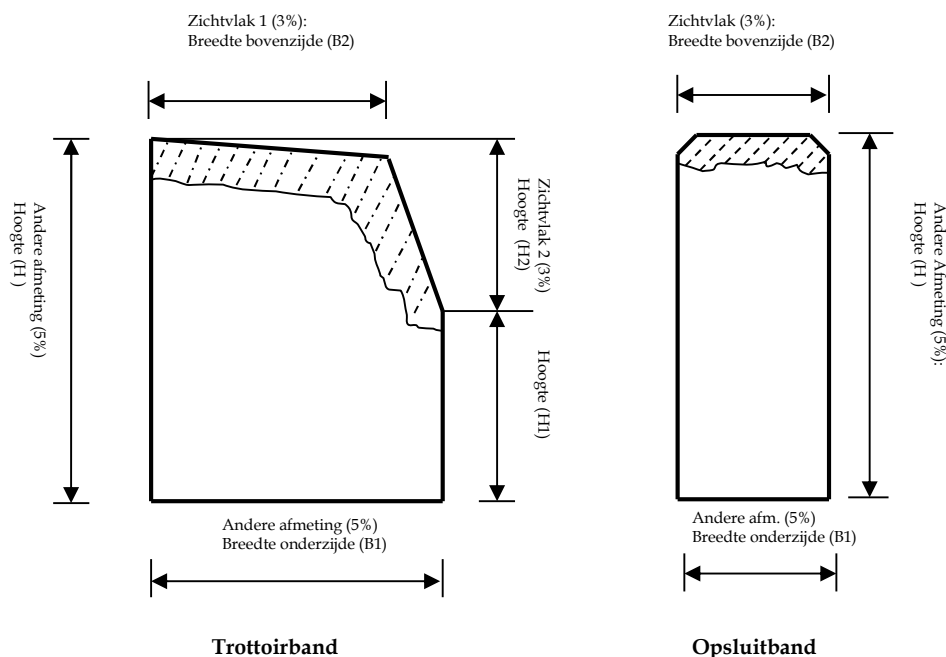 Zichtvlak 1 (3%):
Breedte bovenzijde (B2)
Zichtvlak (3%):
Breedte bovenzijde (B2)
Andere afmeting (5%)
Hoogte (H )
Zichtvlak 2 (3%)
Hoogte (H2)
Hoogte (H1)
Andere Afmeting (5%):
Hoogte (H )
Andere afmeting (5%)
Breedte onderzijde (B1)
Andere afm. (5%)
Breedte onderzijde (B1)
Trottoirband
Opsluitband